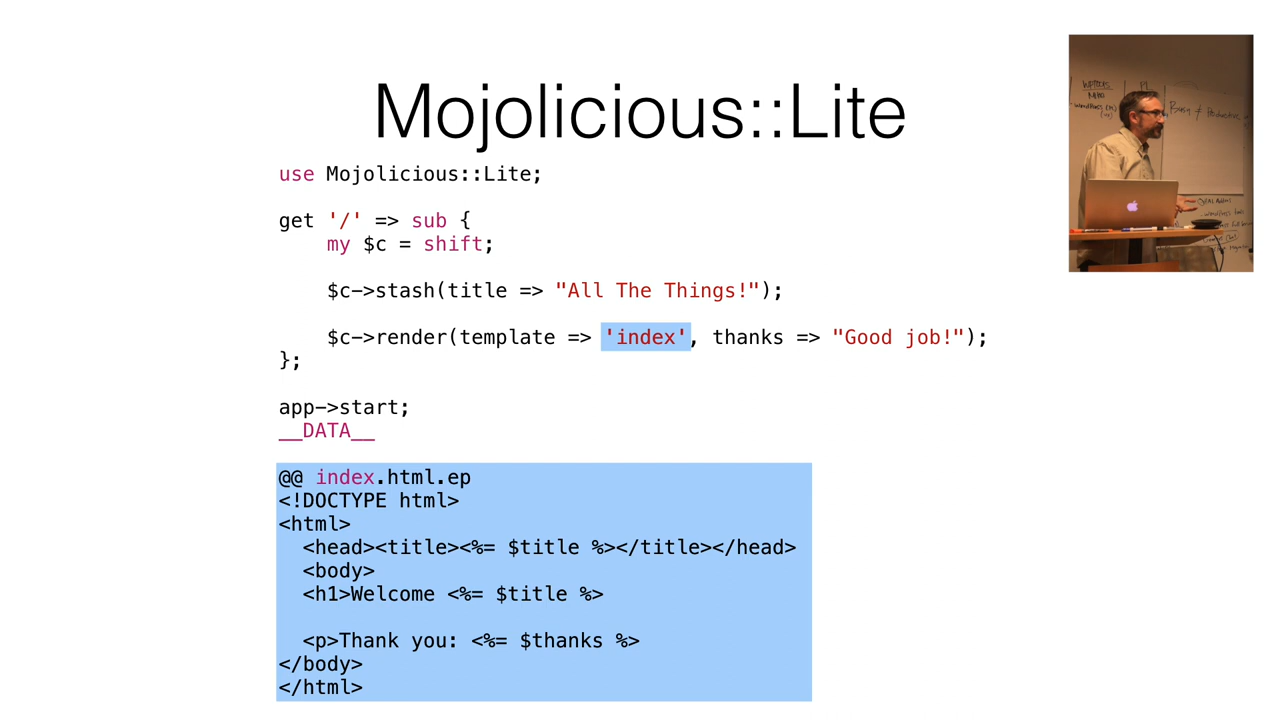 Mojolicious::Lite
use Mojolicious::Lite;
get '/' => sub {
my $c = shift;
$c->stash(title => "All The Things!");
$c->render(template => 'index', thanks => "Good job!");
};
app->start;
__DATA__
@@ index.html.ep
<!DOCTYPE html>
<html>
<head><title><%= $title %></title></head>
<body>
<h1>Welcome <%= $title %>
<p>Thank you: <%= $thanks %>
</body>
</html>
Busy ≠ Productive